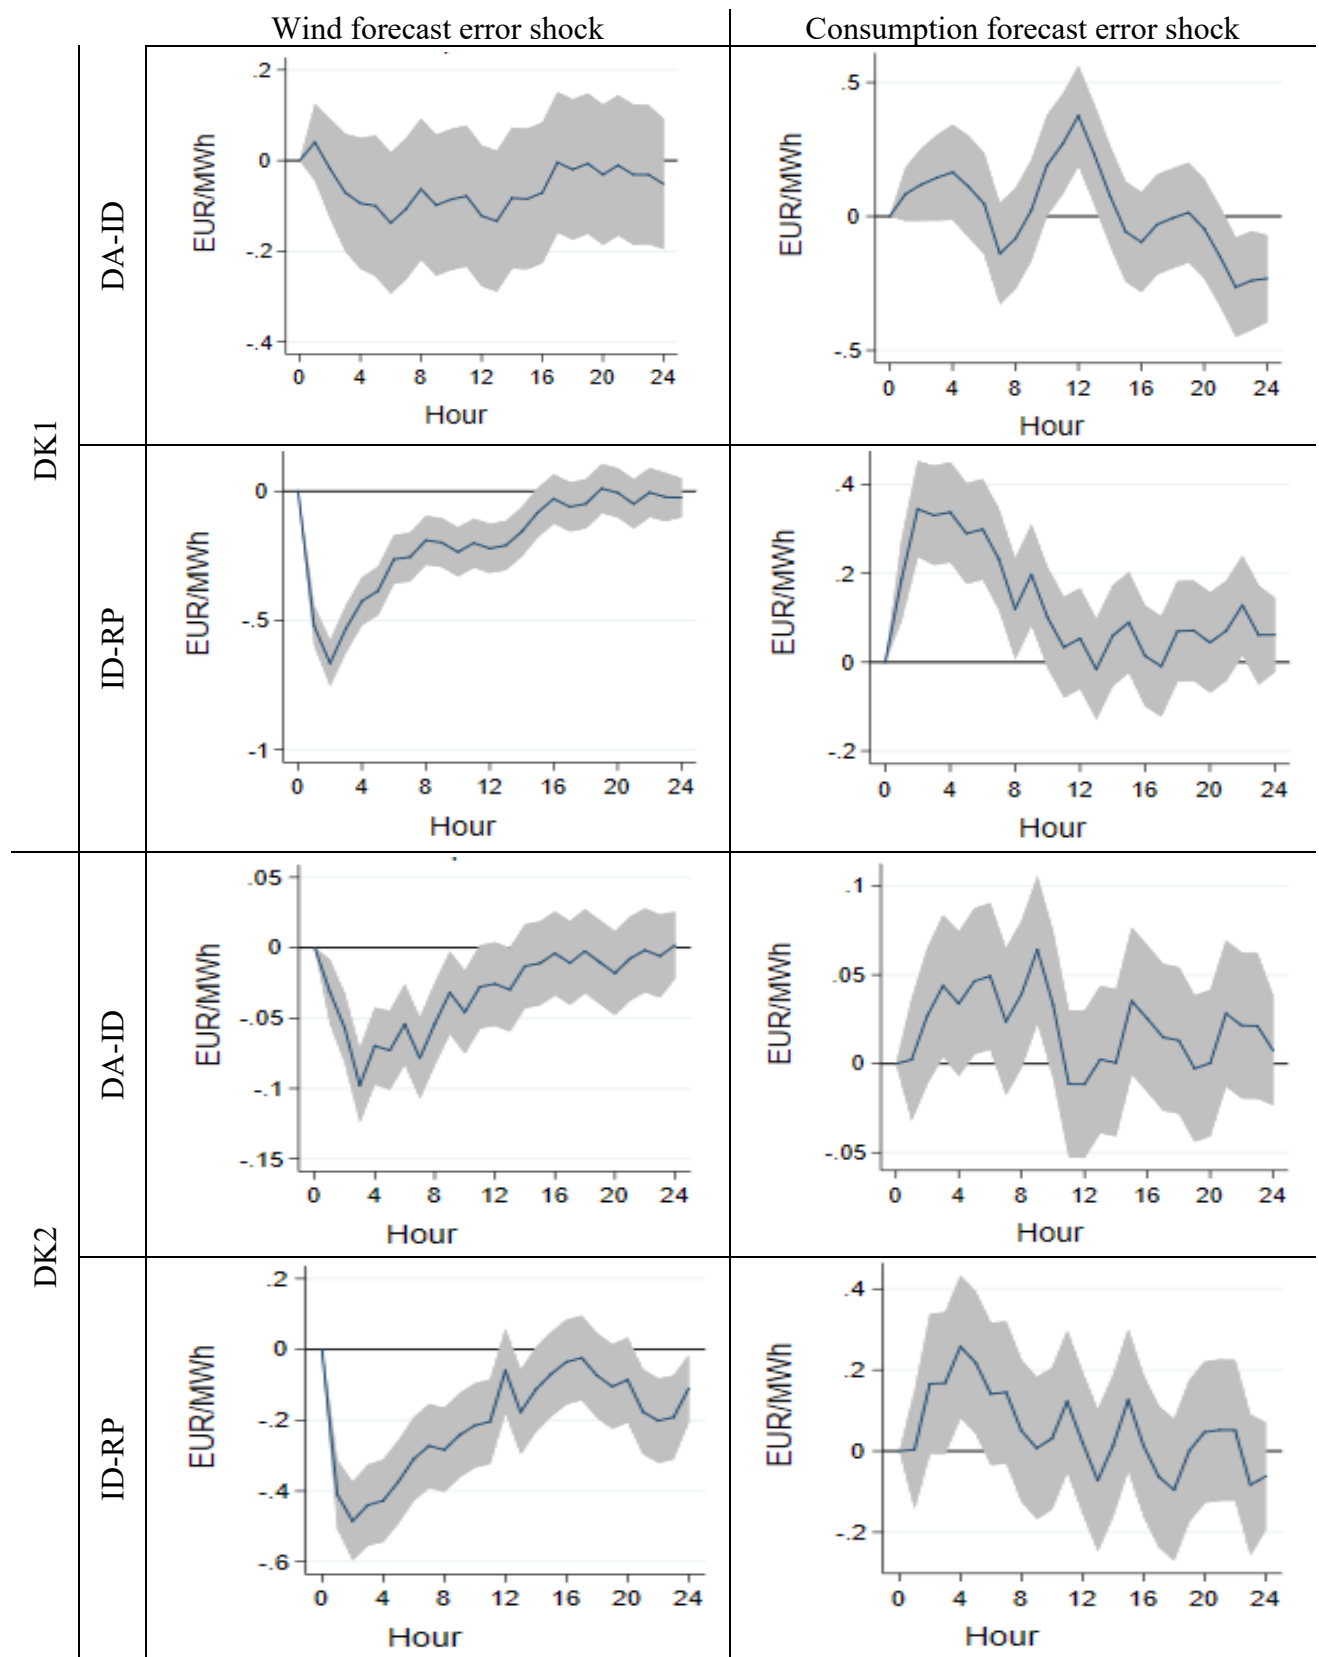 Wind forecast error shock
Consumption forecast error shock
DK1
DA-ID
EUR/MWh
.2
0
-.2
-.4
0 4 8 12 16 20 24
Hour
EUR/MWh
.5
0
-.5
0 4 8 12 16 20 24
Hour
ID-RP
EUR/MWh
0
-.5
-1
0 4 8 12 16 20 24
Hour
EUR/MWh
.4
.2
0
-.2
0 4 8 12 16 20 24
Hour
DK2
DA-ID
EUR/MWh
.05
0
-.05
-.1
-.15
0 4 8 12 16 20 24
Hour
EUR/MWh
.1
.05
0
-.05
0 4 8 12 16 20 24
Hour
ID-RP
EUR/MWh
.2
0
-.2
-.4
-.6
0 4 8 12 16 20 24
Hour
EUR/MWh
.4
.2
0
-.2
0 4 8 12 16 20 24
Hour